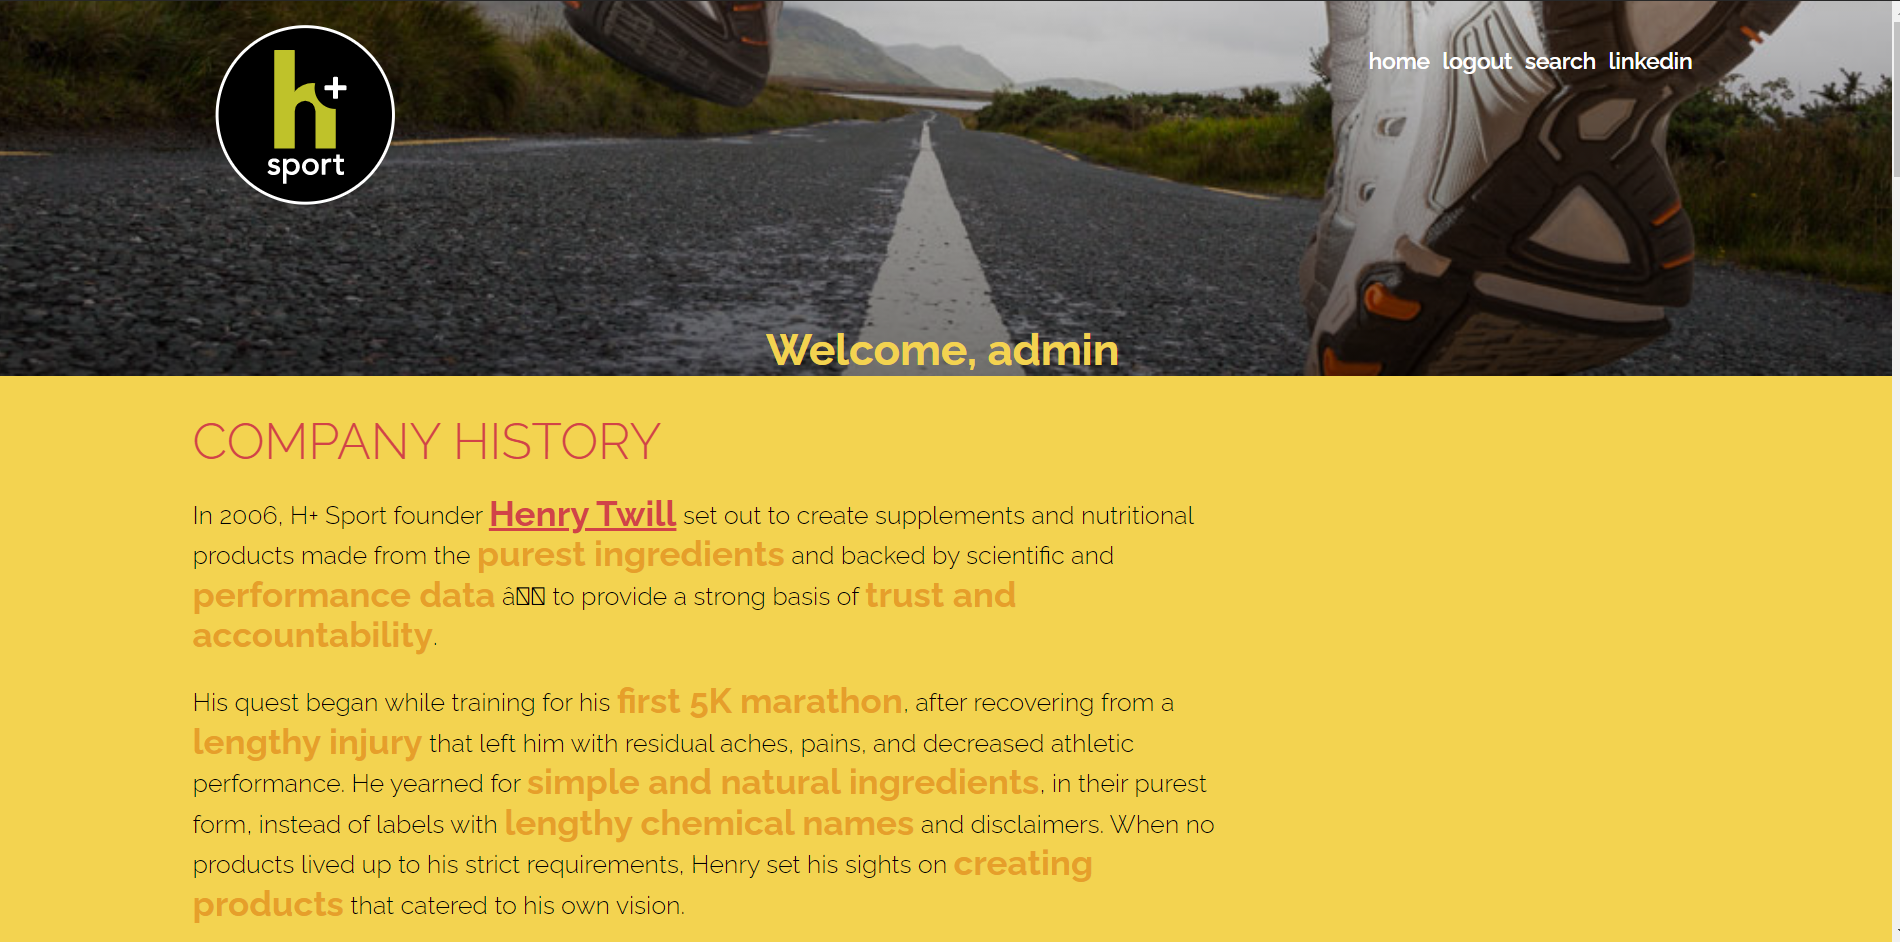 h+
sport
home logout search linkedin
Welcome, admin
COMPANY HISTORY
In 2006, H+ Sport founder Henry Twill set out to create supplements and nutritional
products made from the purest ingredients and backed by scientific and
performance data â to provide a strong basis of trust and
accountability.
His quest began while training for his first 5K marathon, after recovering from a
lengthy injury that left him with residual aches, pains, and decreased athletic
performance. He yearned for simple and natural ingredients, in their purest
form, instead of labels with lengthy chemical names and disclaimers. When no
products lived up to his strict requirements, Henry set his sights on creating
products that catered to his own vision.